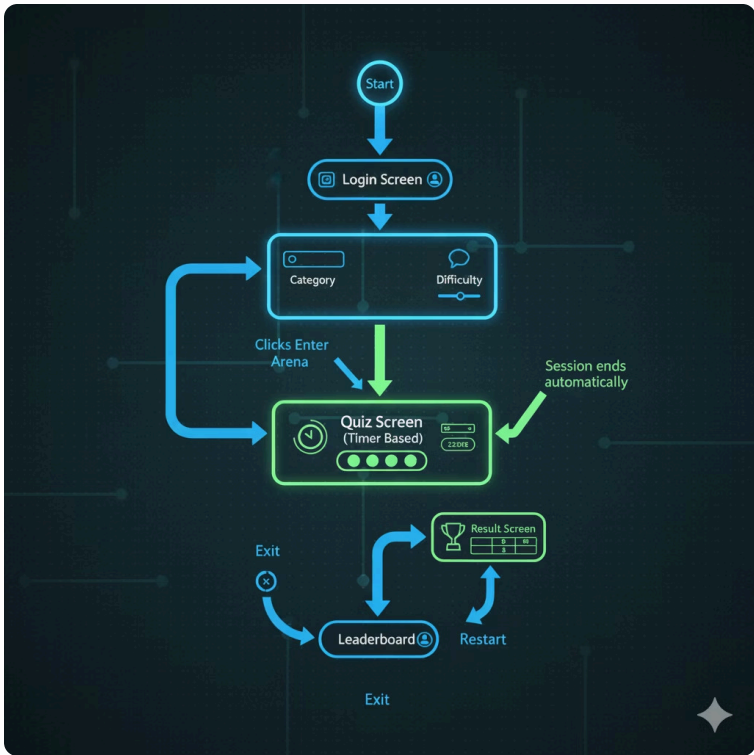 Start
Login Screen
Category
Difficulty
Clicks Enter
Arena
Session ends
automatically
Quiz Screen
(Timer Based)
Result Screen
Exit
Leaderboard
Restart
Exit